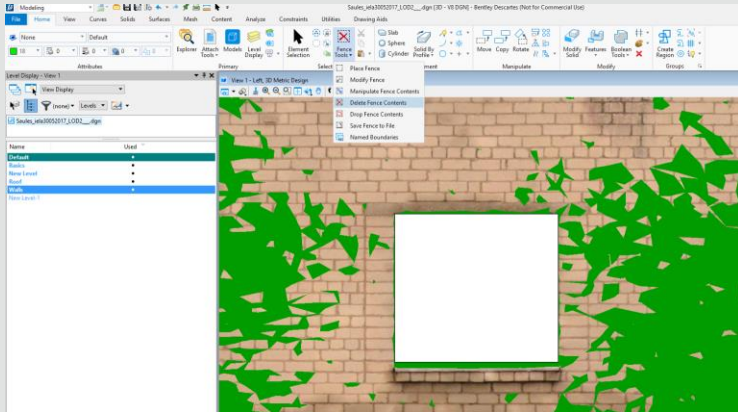 Modeling
Saules_iela30052017_LOD2___.dgn [3D - V8 DGN] - Bentley Descartes (Not for Commercial Use)
File Home View Curves Solids Surfaces Mesh Content Analyze Constraints Utilities Drawing Aids
None Default
Explorer Attach Tools Models Level Display Element Selection Fence Tools
Slab
Sphere
Cylinder
Solid By Profile
Move Copy Rotate
Modify Solid Features Boolean Tools Create Region
18 0 0 0
Attributes Primary Manipulate Modify Groups
Level Display - View 1
View Display
(none) Levels
Saules_iela30052017_LOD2___.dgn
Name Used
Default
Basics
New Level
Roof
Walls
New Level-1
View 1 - Left, 3D Metric Design
Place Fence
Modify Fence
Manipulate Fence Contents
Delete Fence Contents
Drop Fence Contents
Save Fence to File
Named Boundaries